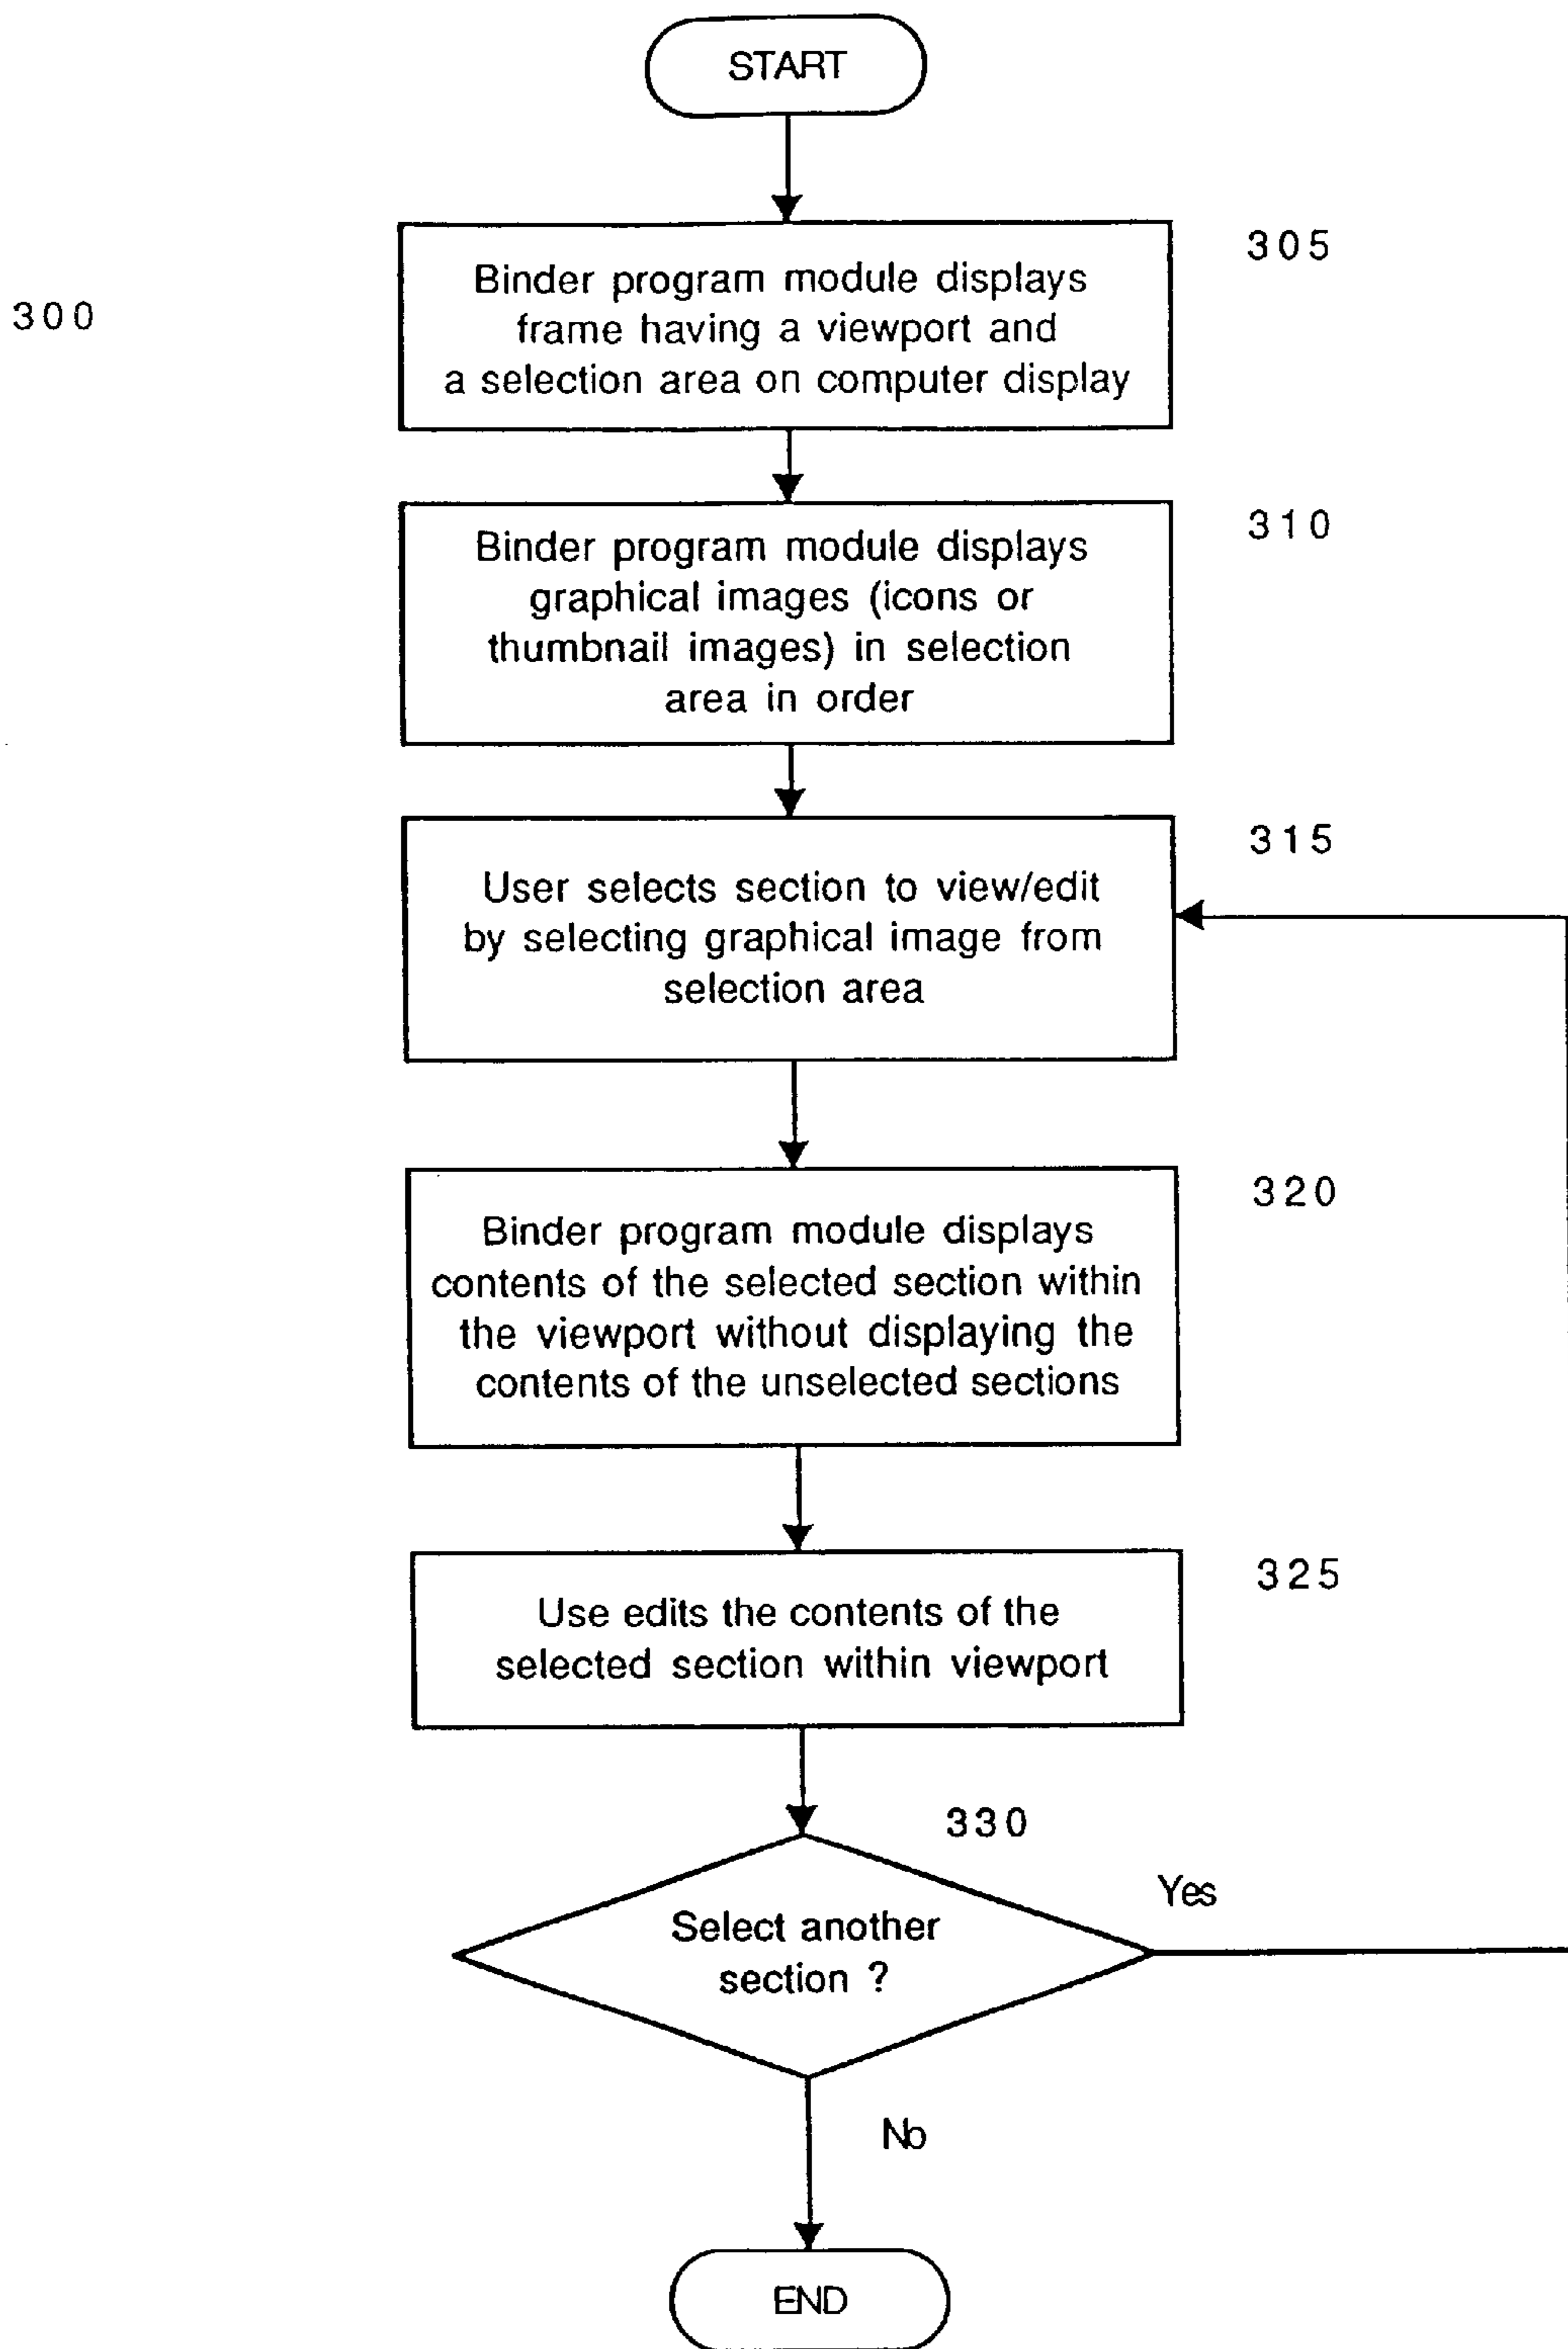 START
305
300
Binder program module displays
frame having a viewport and
a selection area on computer display
310
Binder program module displays
graphical images (icons or
thumbnail images) in selection
area in order
315
User selects section to view/edit
by selecting graphical image from
selection area
320
Binder program module displays
contents of the selected section within
the viewport without displaying the
contents of the unselected sections
325
Use edits the contents of the
selected section within viewport
330
Yes
Select another
section ?
No
END